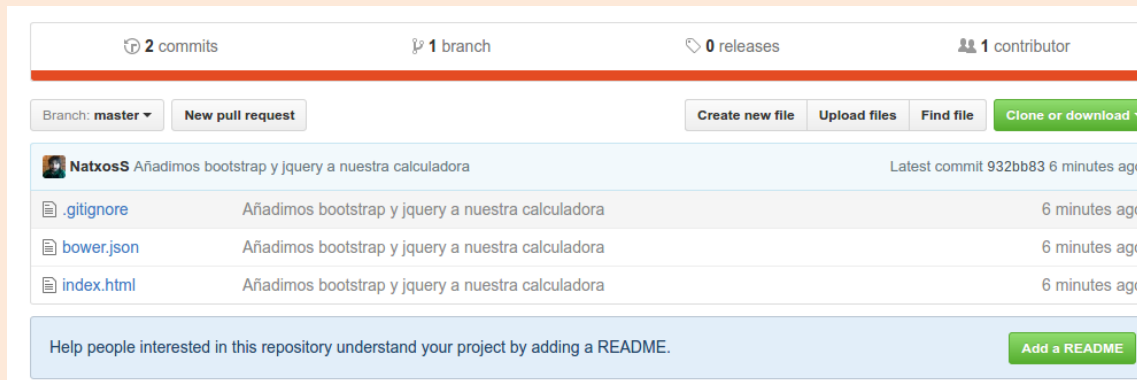 2 commits 1 branch 0 releases 1 contributor
Branch: master New pull request Create new file Upload files Find file Clone or download
NatxosS Añadimos bootstrap y jquery a nuestra calculadora Latest commit 932bb83 6 minutes ago
.gitignore Añadimos bootstrap y jquery a nuestra calculadora 6 minutes ago
bower.json Añadimos bootstrap y jquery a nuestra calculadora 6 minutes ago
index.html Añadimos bootstrap y jquery a nuestra calculadora 6 minutes ago
Help people interested in this repository understand your project by adding a README. Add a README